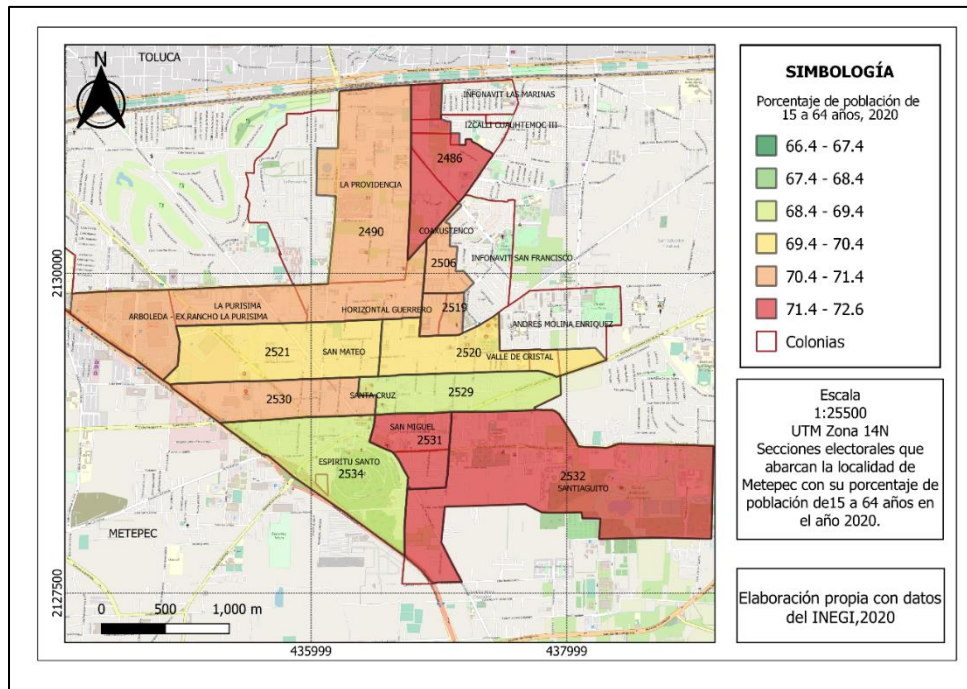 N
TOLUCA
INFONAVIT LAS MARINAS
IZCALLI CUAUHTEMOC III
2486
LA PROVIDENCIA
2490
COAXUSTENCO
2506
INFONAVIT SAN FRANCISCO
2130000
LA PURISIMA
ARBOLEDA - EX.RANCHO LA PURISIMA
HORIZONTAL GUERRERO
2519
ANDRES MOLINA ENRIQUEZ
2521
SAN MATEO
2520
VALLE DE CRISTAL
2530
SANTA CRUZ
2529
SAN MIGUEL
2531
ESPIRITU SANTO
2534
2532
SANTIAGUITO
METEPEC
2127500
0 500 1,000 m
435999
437999
SIMBOLOGÍA
Porcentaje de población de
15 a 64 años, 2020
66.4 - 67.4
67.4 - 68.4
68.4 - 69.4
69.4 - 70.4
70.4 - 71.4
71.4 - 72.6
Colonias
Escala
1:25500
UTM Zona 14N
Secciones electorales que
abarcan la localidad de
Metepec con su porcentaje de
población de15 a 64 años en
el año 2020.
Elaboración propia con datos
del INEGI,2020